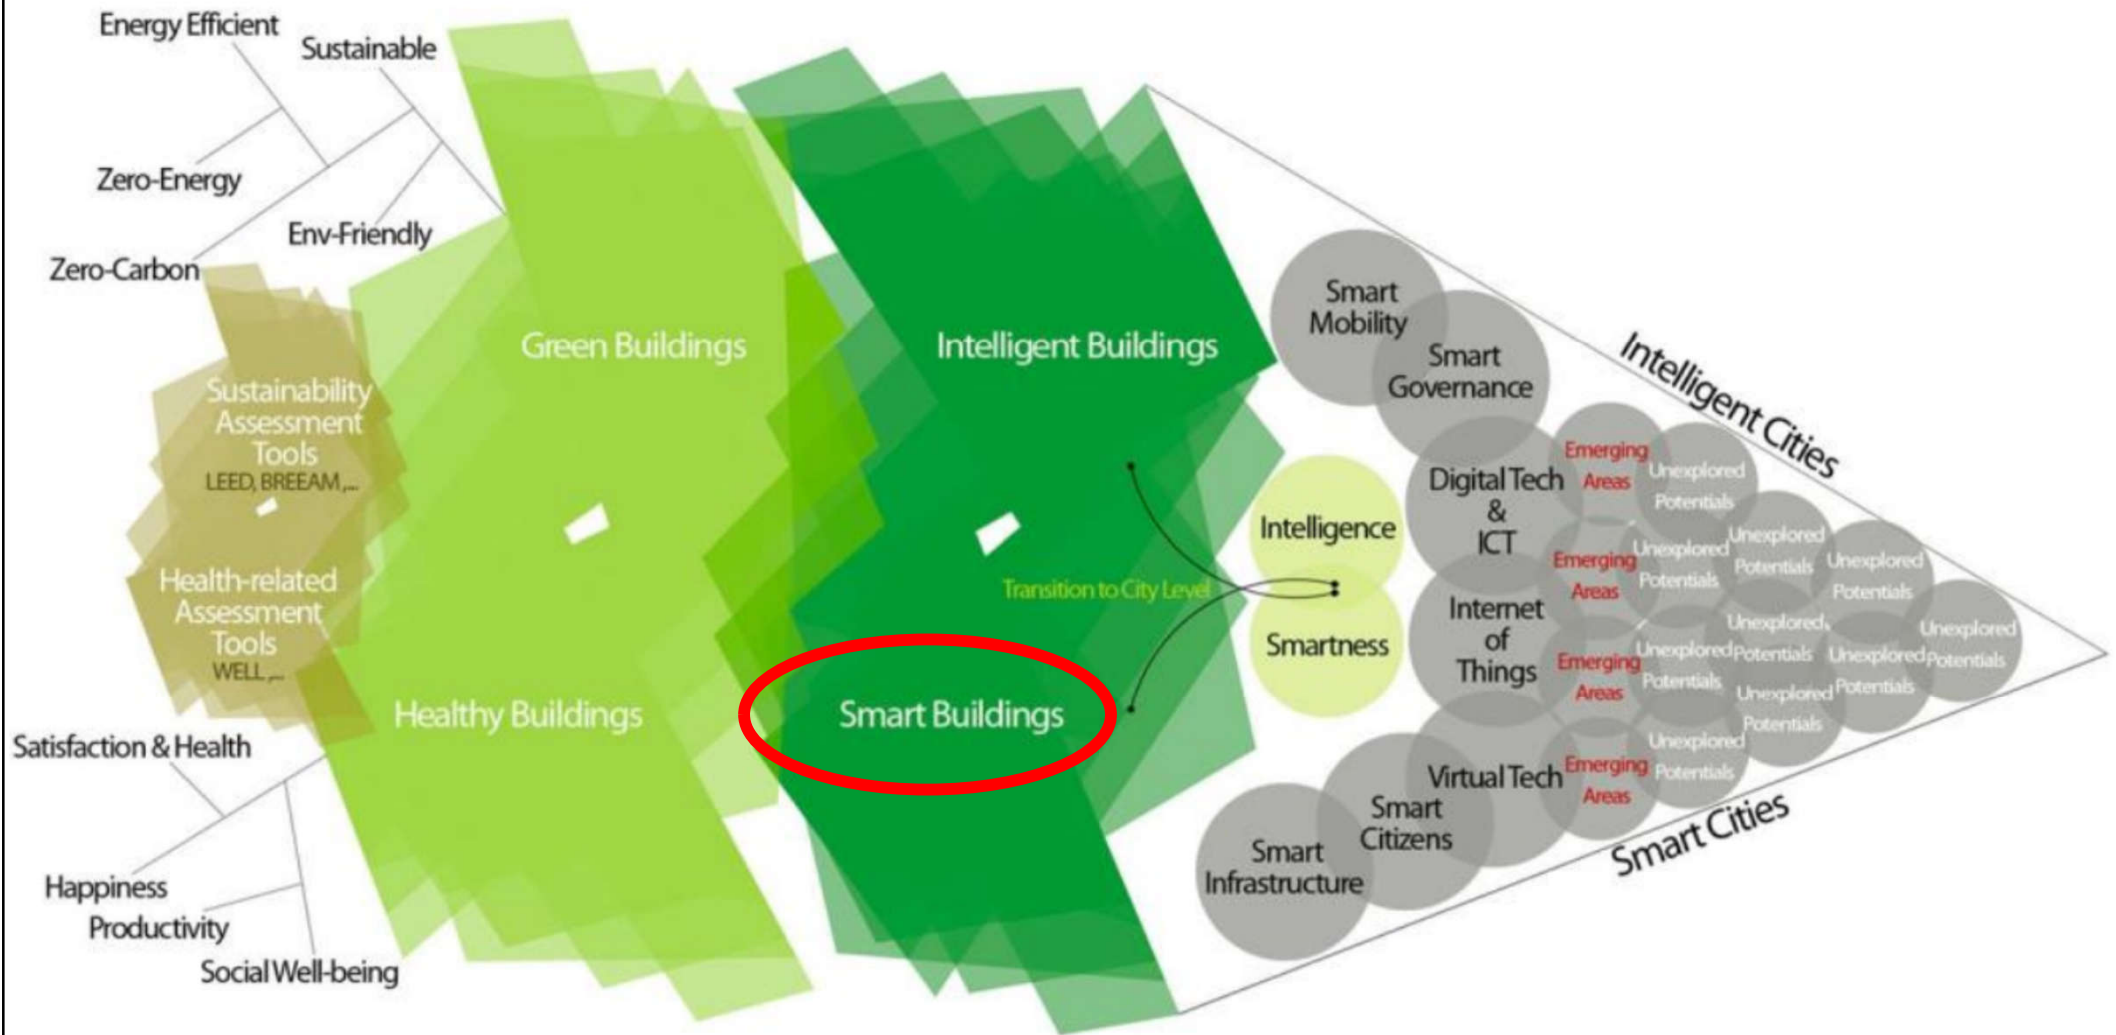 Energy Efficient
Sustainable
Zero-Energy
Env-Friendly
Zero-Carbon
Sustainability
Assessment
Tools
LEED, BREEAM,...
Health-related
Assessment
Tools
WELL,...
Satisfaction & Health
Happiness
Productivity
Social Well-being
Green Buildings
Healthy Buildings
Intelligent Buildings
Smart Buildings
Transition to City Level
Intelligence
Smartness
Smart
Mobility
Smart
Governance
Digital Tech
&
ICT
Internet
of
Things
Virtual Tech
Smart
Citizens
Smart
Infrastructure
Emerging
Areas
Emerging
Areas
Emerging
Areas
Emerging
Areas
Unexplored
Potentials
Unexplored
Potentials
Unexplored
Potentials
Unexplored
Potentials
Unexplored
Potentials
Unexplored
Potentials
Unexplored
Potentials
Unexplored
Potentials
Unexplored
Potentials
Unexplored
Potentials
Intelligent Cities
Smart Cities